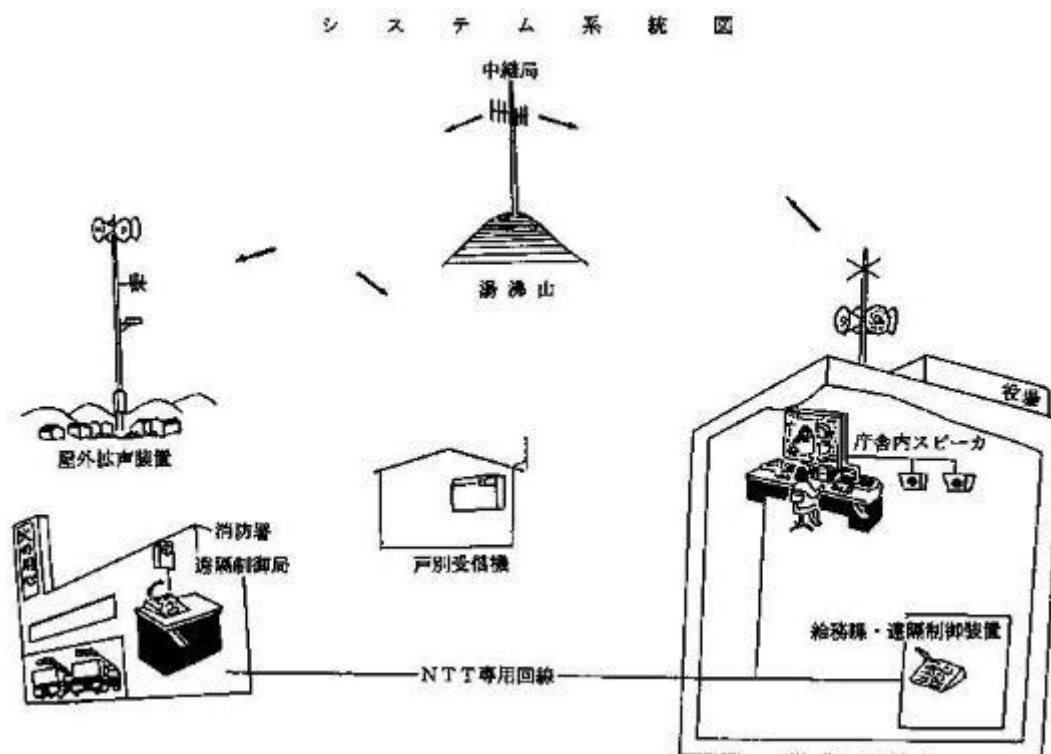 システム系統図
中継局
湯沸山
役場
庁舎内スピーカ
屋外拡声装置
消防署
遠隔制御局
戸別受信機
総務課・遠隔制御装置
NTT専用回線